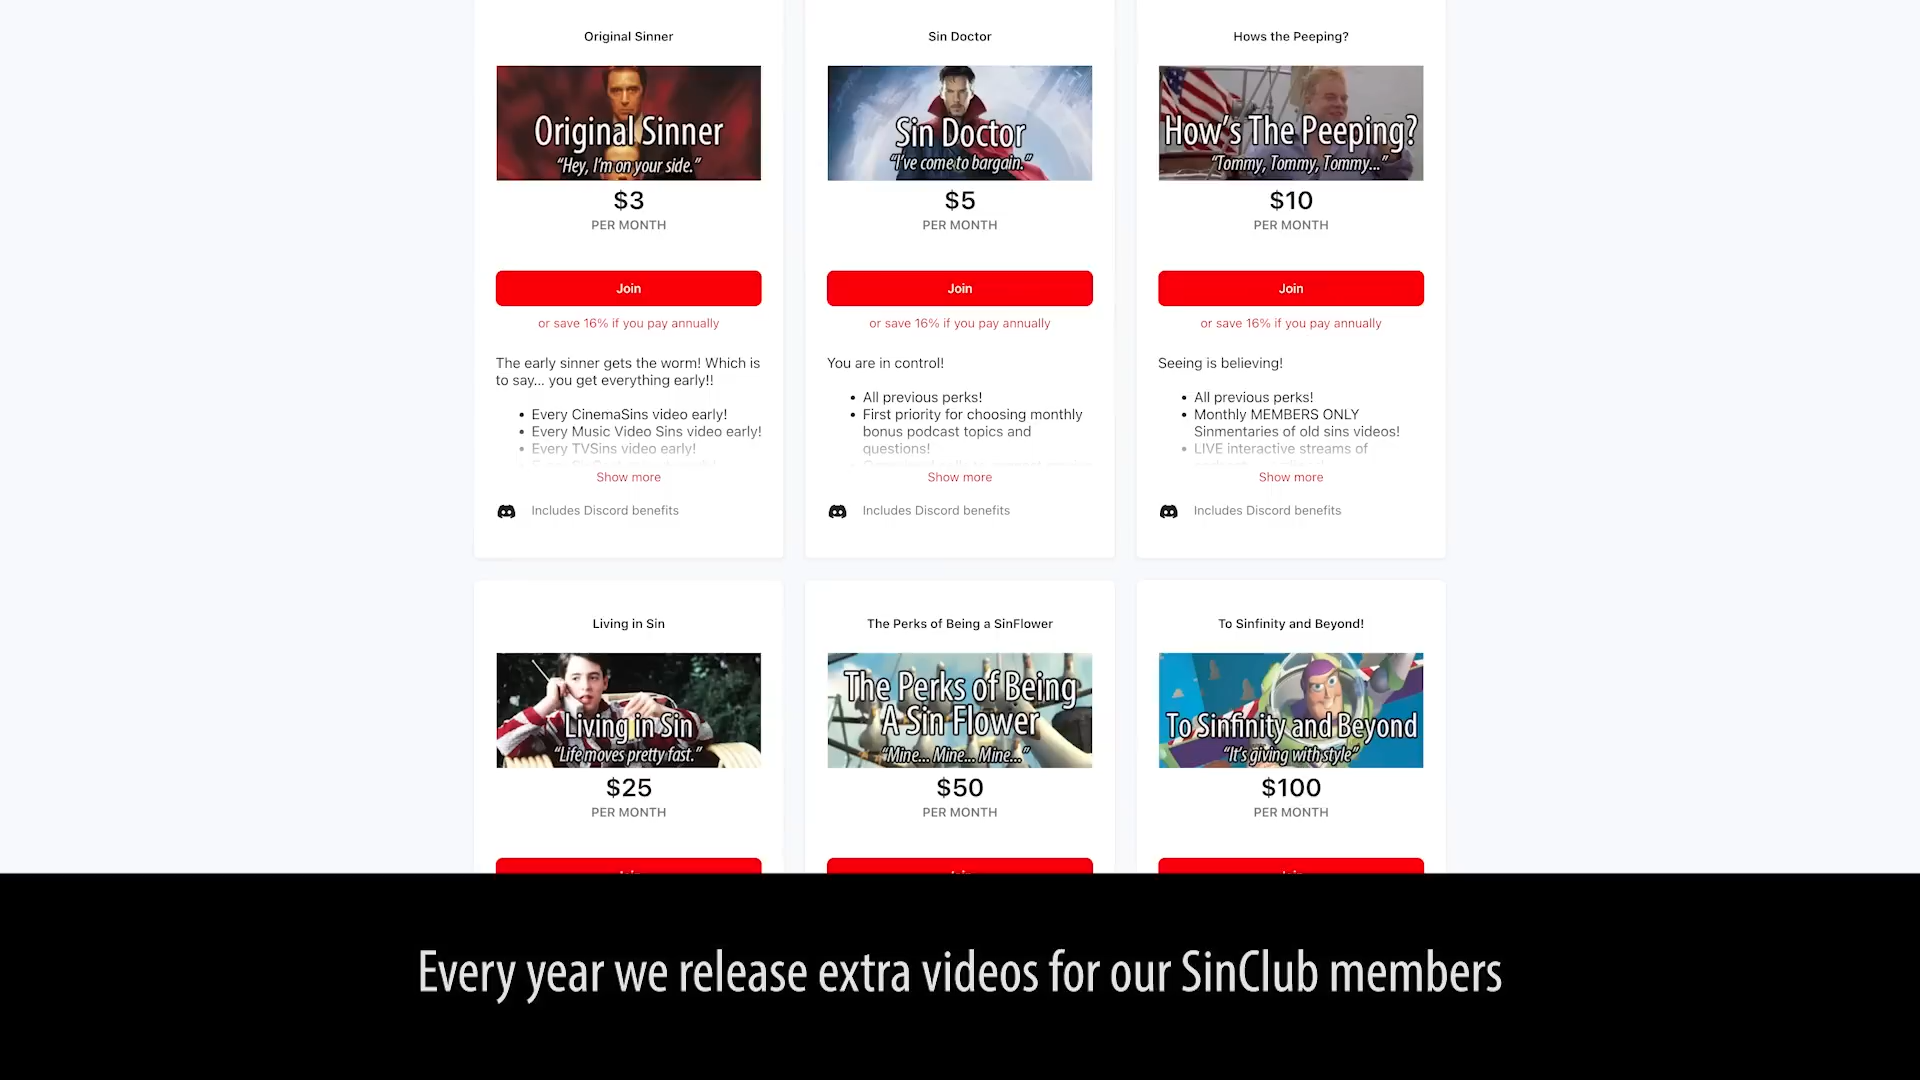 Original Sinner
Original Sinner
“Hey, I’m on your side.”
$3
PER MONTH
Join
or save 16% if you pay annually
The early sinner gets the worm! Which is
to say... you get everything early!!
• Every CinemaSins video early!
• Every Music Video Sins video early!
• Every TVSins video early!
Show more
Includes Discord benefits
Sin Doctor
Sin Doctor
“I’ve come to bargain.”
$5
PER MONTH
Join
or save 16% if you pay annually
You are in control!
• All previous perks!
• First priority for choosing monthly
bonus podcast topics and
questions!
Show more
Includes Discord benefits
Hows the Peeping?
How’s The Peeping?
“Tommy, Tommy, Tommy...”
$10
PER MONTH
Join
or save 16% if you pay annually
Seeing is believing!
• All previous perks!
• Monthly MEMBERS ONLY
Sinmentaries of old sins videos!
• LIVE interactive streams of
Show more
Includes Discord benefits
Living in Sin
Living in Sin
“Life moves pretty fast.”
$25
PER MONTH
The Perks of Being a SinFlower
The Perks of Being
A Sin Flower
“Mine... Mine... Mine...”
$50
PER MONTH
To Sinfinity and Beyond!
To Sinfinity and Beyond
“It’s giving with style”
$100
PER MONTH
Every year we release extra videos for our SinClub members